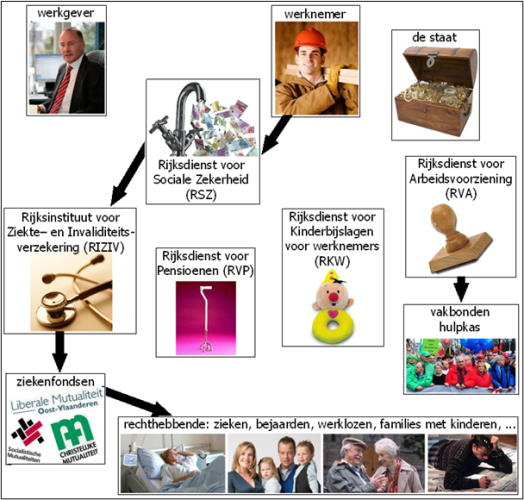 werkgever
werknemer
de staat
Rijksdienst voor
Sociale Zekerheid
(RSZ)
Rijksdienst voor
Arbeidsvoorziening
(RVA)
Rijksinstituut voor
Ziekte– en Invaliditeits-
verzekering (RIZIV)
Rijksdienst voor
Pensioenen (RVP)
Rijksdienst voor
Kinderbijslagen
voor werknemers
(RKW)
vakbonden
hulpkas
ziekenfondsen
Liberale Mutualiteit
Oost-Vlaanderen
Socialistische
Mutualiteiten
CHRISTELIJKE
MUTUALITEIT
rechthebbende: zieken, bejaarden, werklozen, families met kinderen, ...